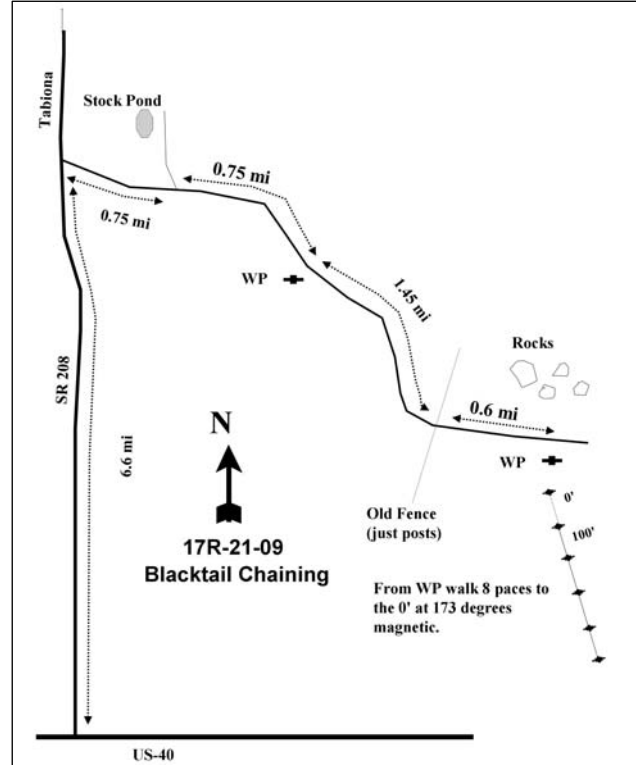 Tabiona
Stock Pond
0.75 mi
0.75 mi
WP
1.45 mi
Rocks
SR 208
6.6 mi
N
0.6 mi
WP
17R-21-09
Blacktail Chaining
Old Fence
(just posts)
0'
100'
From WP walk 8 paces to
the 0' at 173 degrees
magnetic.
US-40